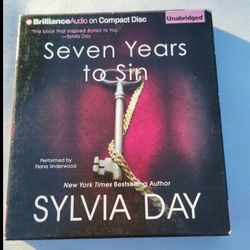 BrillianceAudio on Compact Disc
Unabridged
"the book that inspired Bared to You."
—Sylvia Day
Seven Years
to Sin
Performed by
Fiona Underwood
New York Times Bestselling Author
SYLVIA DAY